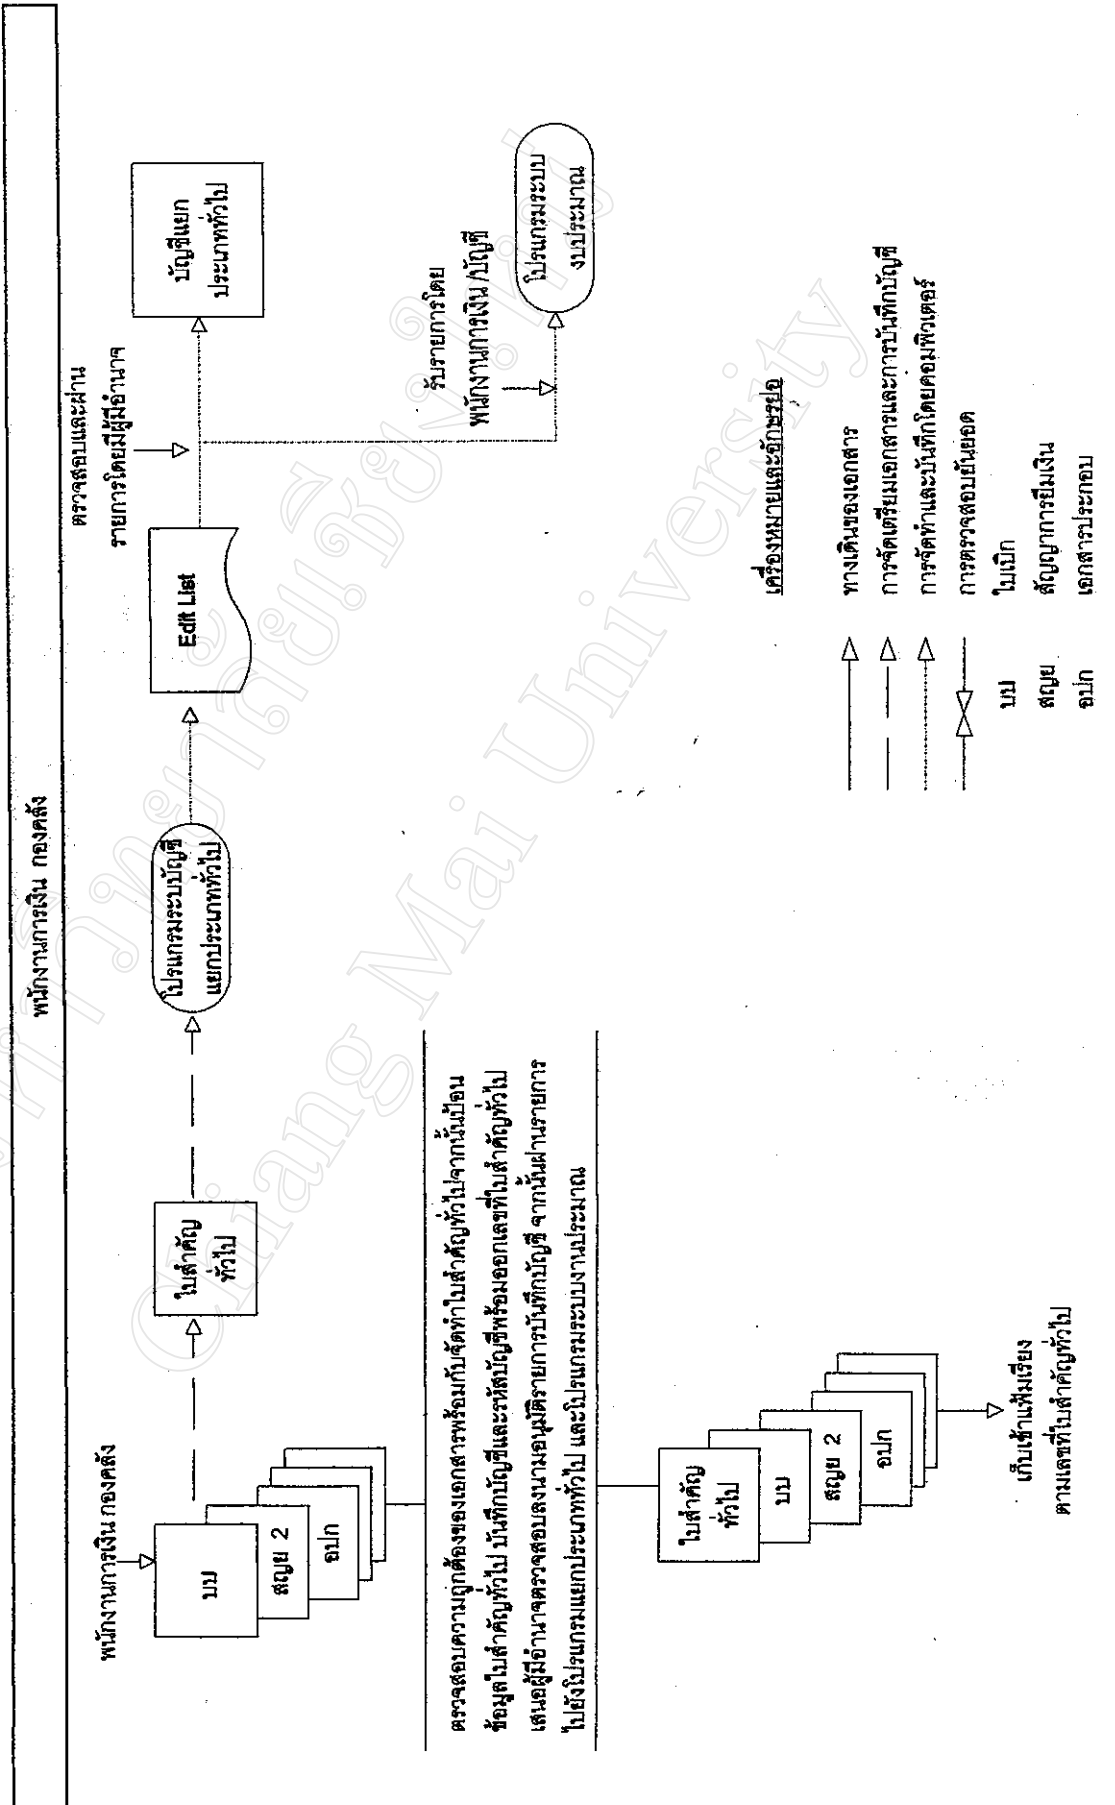 พนักงานการเงิน กองคลัง
พนักงานการเงิน กองคลัง
บบ
สญย 2
อปก
ใบสำคัญ
ทั่วไป
โปรแกรมระบบบัญชี
แยกประเภททั่วไป
Edit List
ตรวจสอบและผ่าน
รายการโดยมีผู้มีอำนาจ
บัญชีแยก
ประเภททั่วไป
รับรายการโดย
พนักงานการเงิน/บัญชี
โปรแกรมระบบ
งบประมาณ
ตรวจสอบความถูกต้องของเอกสารพร้อมกับจัดทำใบสำคัญทั่วไปจากนั้นป้อน
ข้อมูลใบสำคัญทั่วไป บันทึกบัญชีและรหัสบัญชีพร้อมออกเลขที่ใบสำคัญทั่วไป
เสนอผู้มีอำนาจตรวจสอบลงนามอนุมัติรายการบันทึกบัญชี จากนั้นผ่านรายการ
ไปยังโปรแกรมแยกประเภททั่วไป และโปรแกรมระบบงานประมาณ
ใบสำคัญ
ทั่วไป
บบ
สญย 2
อปก
เก็บเข้าแฟ้มเรียง
ตามเลขที่ใบสำคัญทั่วไป
เครื่องหมายและอักษรย่อ
ทางเดินของเอกสาร
การจัดเตรียมเอกสารและการบันทึกบัญชี
การจัดทำและบันทึกโดยคอมพิวเตอร์
การตรวจสอบยันยอด
บบ ใบเบิก
สญย สัญญาการยืมเงิน
อปก เอกสารประกอบ
Chiang Mai University